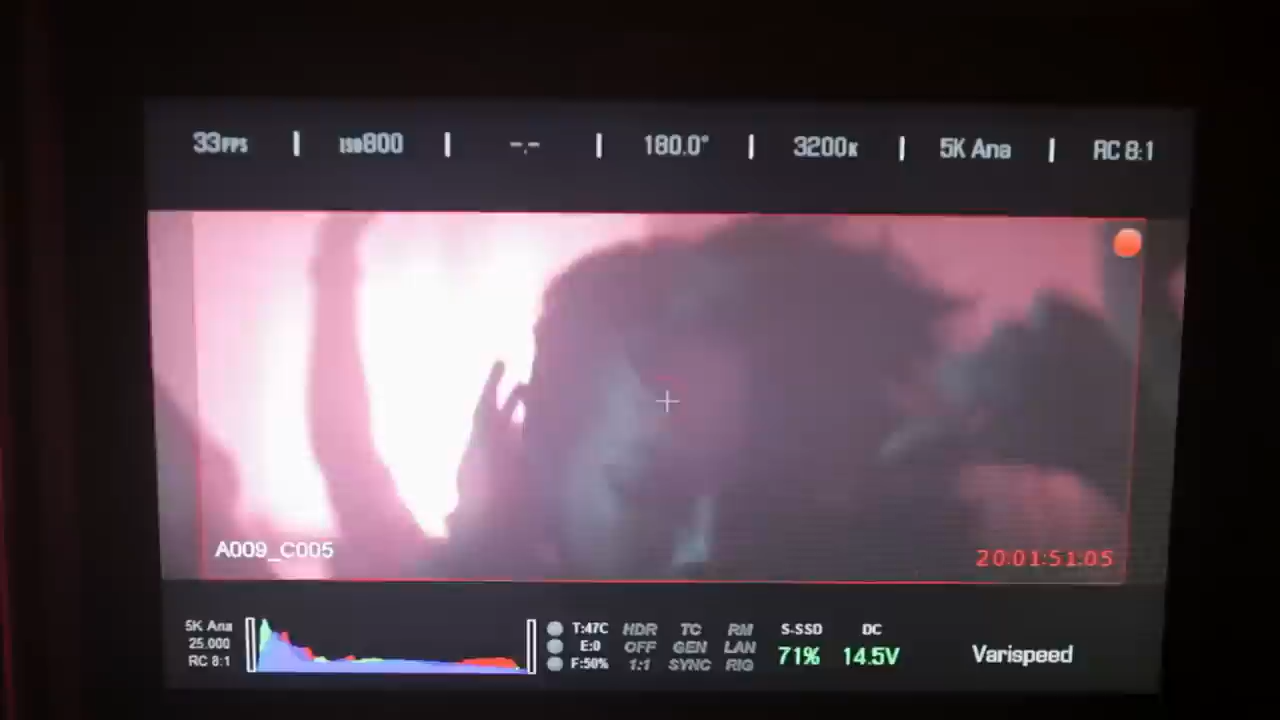 33FPS | ISO800 | -.- | 180.0° | 3200K | 5K Ana | RC 8:1
A009_C005
20:01:51:05
5K Ana
25.000
RC 8:1
T:47C
E:0
F:50%
HDR TC RM
OFF GEN LAN
1:1 SYNC RIG
S-SSD
71%
DC
14.5V
Varispeed